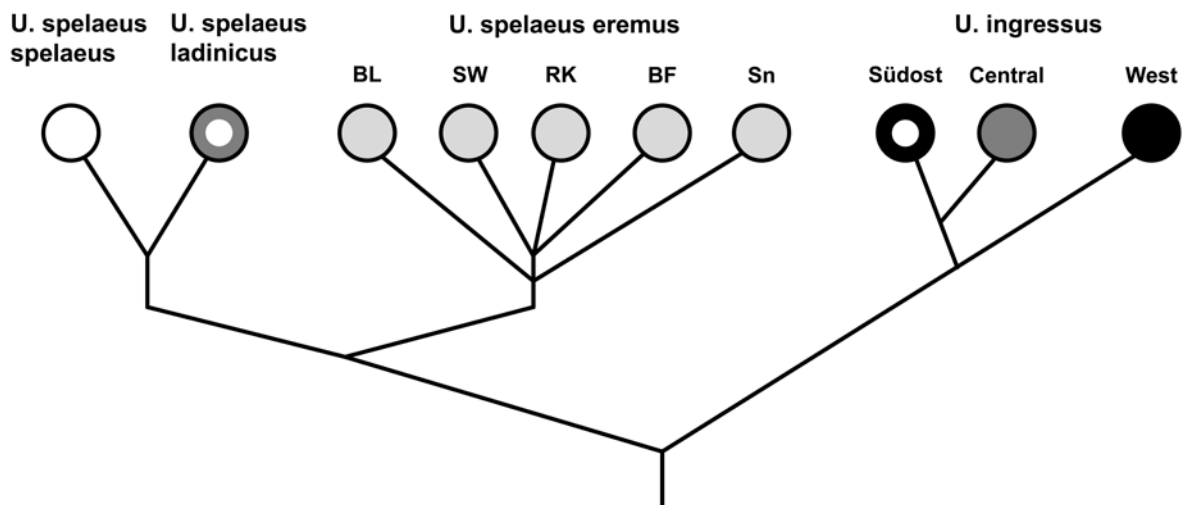 U. spelaeus spelaeus
U. spelaeus ladinicus
U. spelaeus eremus
U. ingressus
BL
SW
RK
BF
Sn
Südost
Central
West